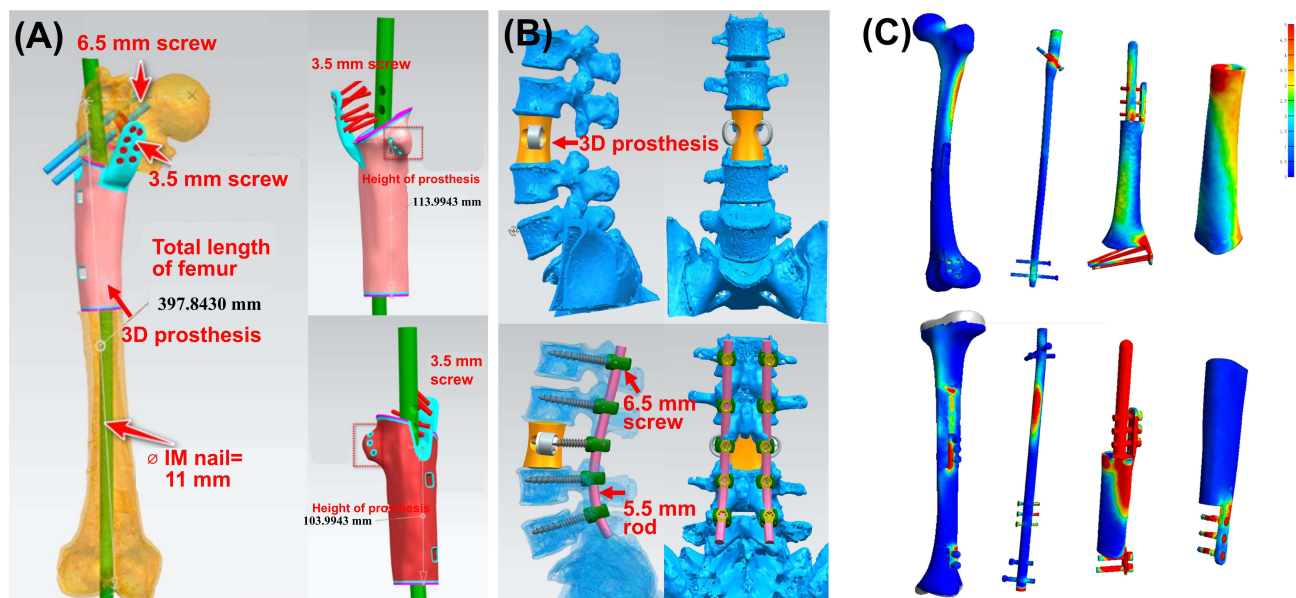 (A)
6.5 mm screw
3.5 mm screw
Total length
of femur
397.8430 mm
3D prosthesis
⌀ IM nail=
11 mm
3.5 mm screw
Height of prosthesis
113.9943 mm
3.5 mm
screw
Height of prosthesis
103.9943 mm
(B)
3D prosthesis
6.5 mm
screw
5.5 mm
rod
(C)